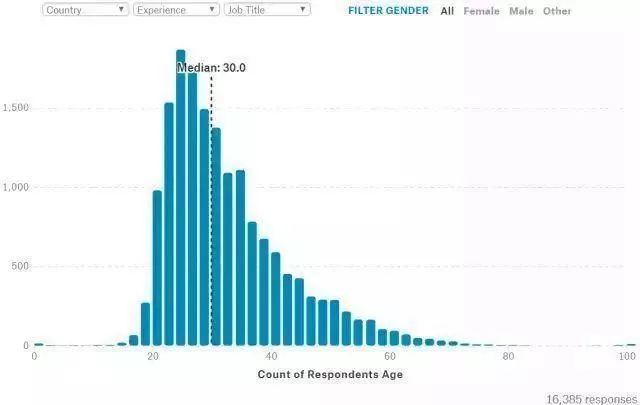 Country Experience Job Title FILTER GENDER All Female Male Other
Median: 30.0
1,500
1,000
500
0
0 20 40 60 80 100
Count of Respondents Age
16,385 responses